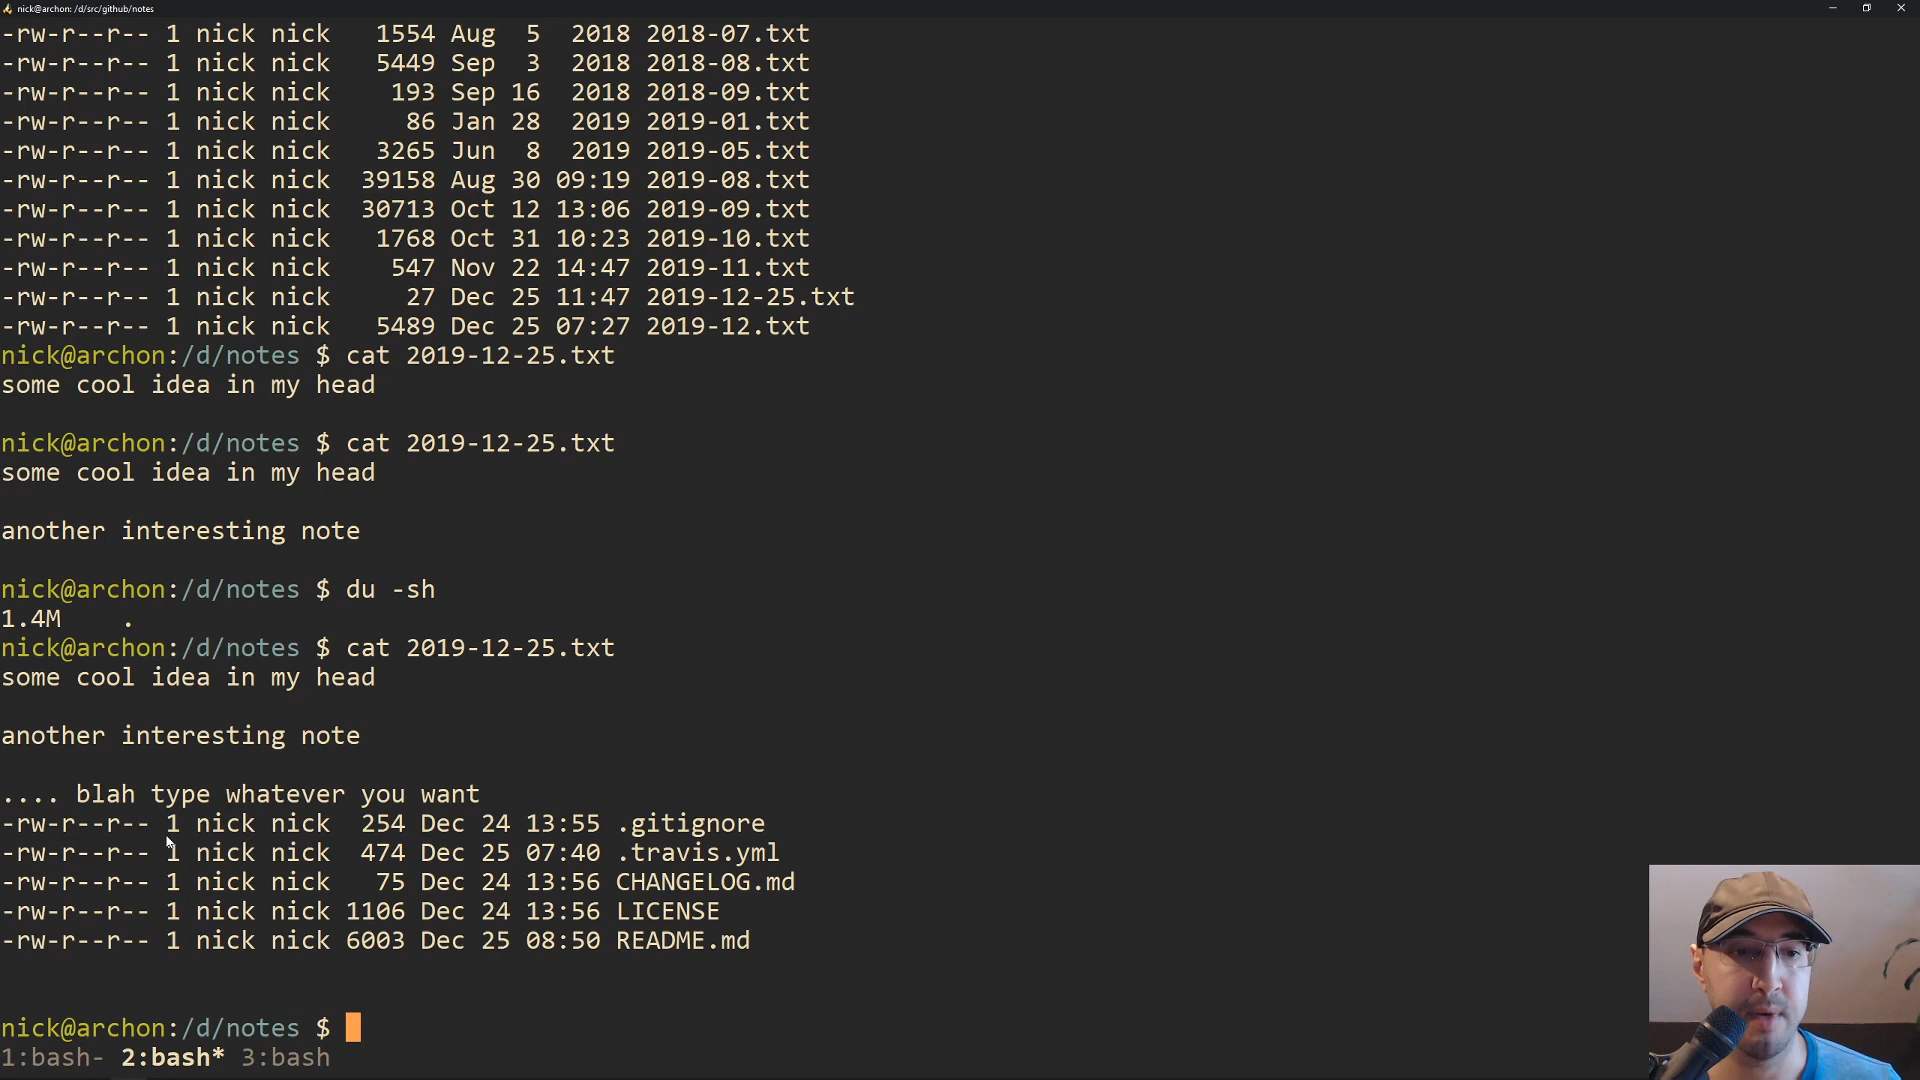 nick@archon: /d/src/github/notes
-rw-r--r-- 1 nick nick  1554 Aug  5  2018 2018-07.txt
-rw-r--r-- 1 nick nick  5449 Sep  3  2018 2018-08.txt
-rw-r--r-- 1 nick nick   193 Sep 16  2018 2018-09.txt
-rw-r--r-- 1 nick nick    86 Jan 28  2019 2019-01.txt
-rw-r--r-- 1 nick nick  3265 Jun  8  2019 2019-05.txt
-rw-r--r-- 1 nick nick 39158 Aug 30 09:19 2019-08.txt
-rw-r--r-- 1 nick nick 30713 Oct 12 13:06 2019-09.txt
-rw-r--r-- 1 nick nick  1768 Oct 31 10:23 2019-10.txt
-rw-r--r-- 1 nick nick   547 Nov 22 14:47 2019-11.txt
-rw-r--r-- 1 nick nick    27 Dec 25 11:47 2019-12-25.txt
-rw-r--r-- 1 nick nick  5489 Dec 25 07:27 2019-12.txt
nick@archon:/d/notes $ cat 2019-12-25.txt
some cool idea in my head
nick@archon:/d/notes $ cat 2019-12-25.txt
some cool idea in my head
another interesting note
nick@archon:/d/notes $ du -sh
1.4M    .
nick@archon:/d/notes $ cat 2019-12-25.txt
some cool idea in my head
another interesting note
.... blah type whatever you want
-rw-r--r-- 1 nick nick  254 Dec 24 13:55 .gitignore
-rw-r--r-- 1 nick nick  474 Dec 25 07:40 .travis.yml
-rw-r--r-- 1 nick nick   75 Dec 24 13:56 CHANGELOG.md
-rw-r--r-- 1 nick nick 1106 Dec 24 13:56 LICENSE
-rw-r--r-- 1 nick nick 6003 Dec 25 08:50 README.md
nick@archon:/d/notes $
1:bash- 2:bash* 3:bash